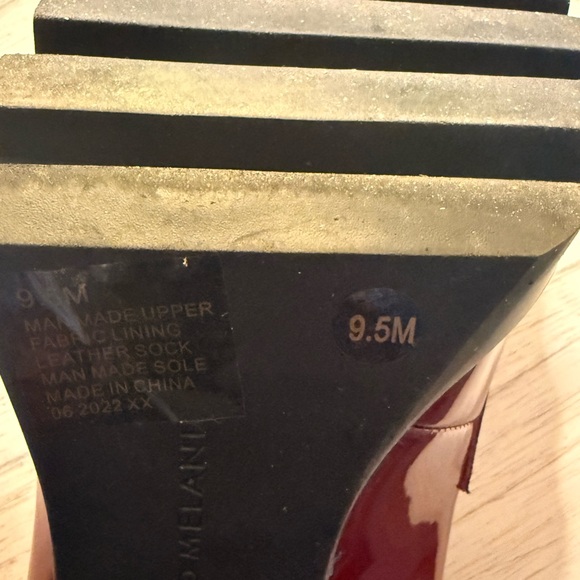 9.5M
MAN MADE UPPER
FABRIC LINING
LEATHER SOCK
MAN MADE SOLE
MADE IN CHINA
06 2022 XX
9.5M